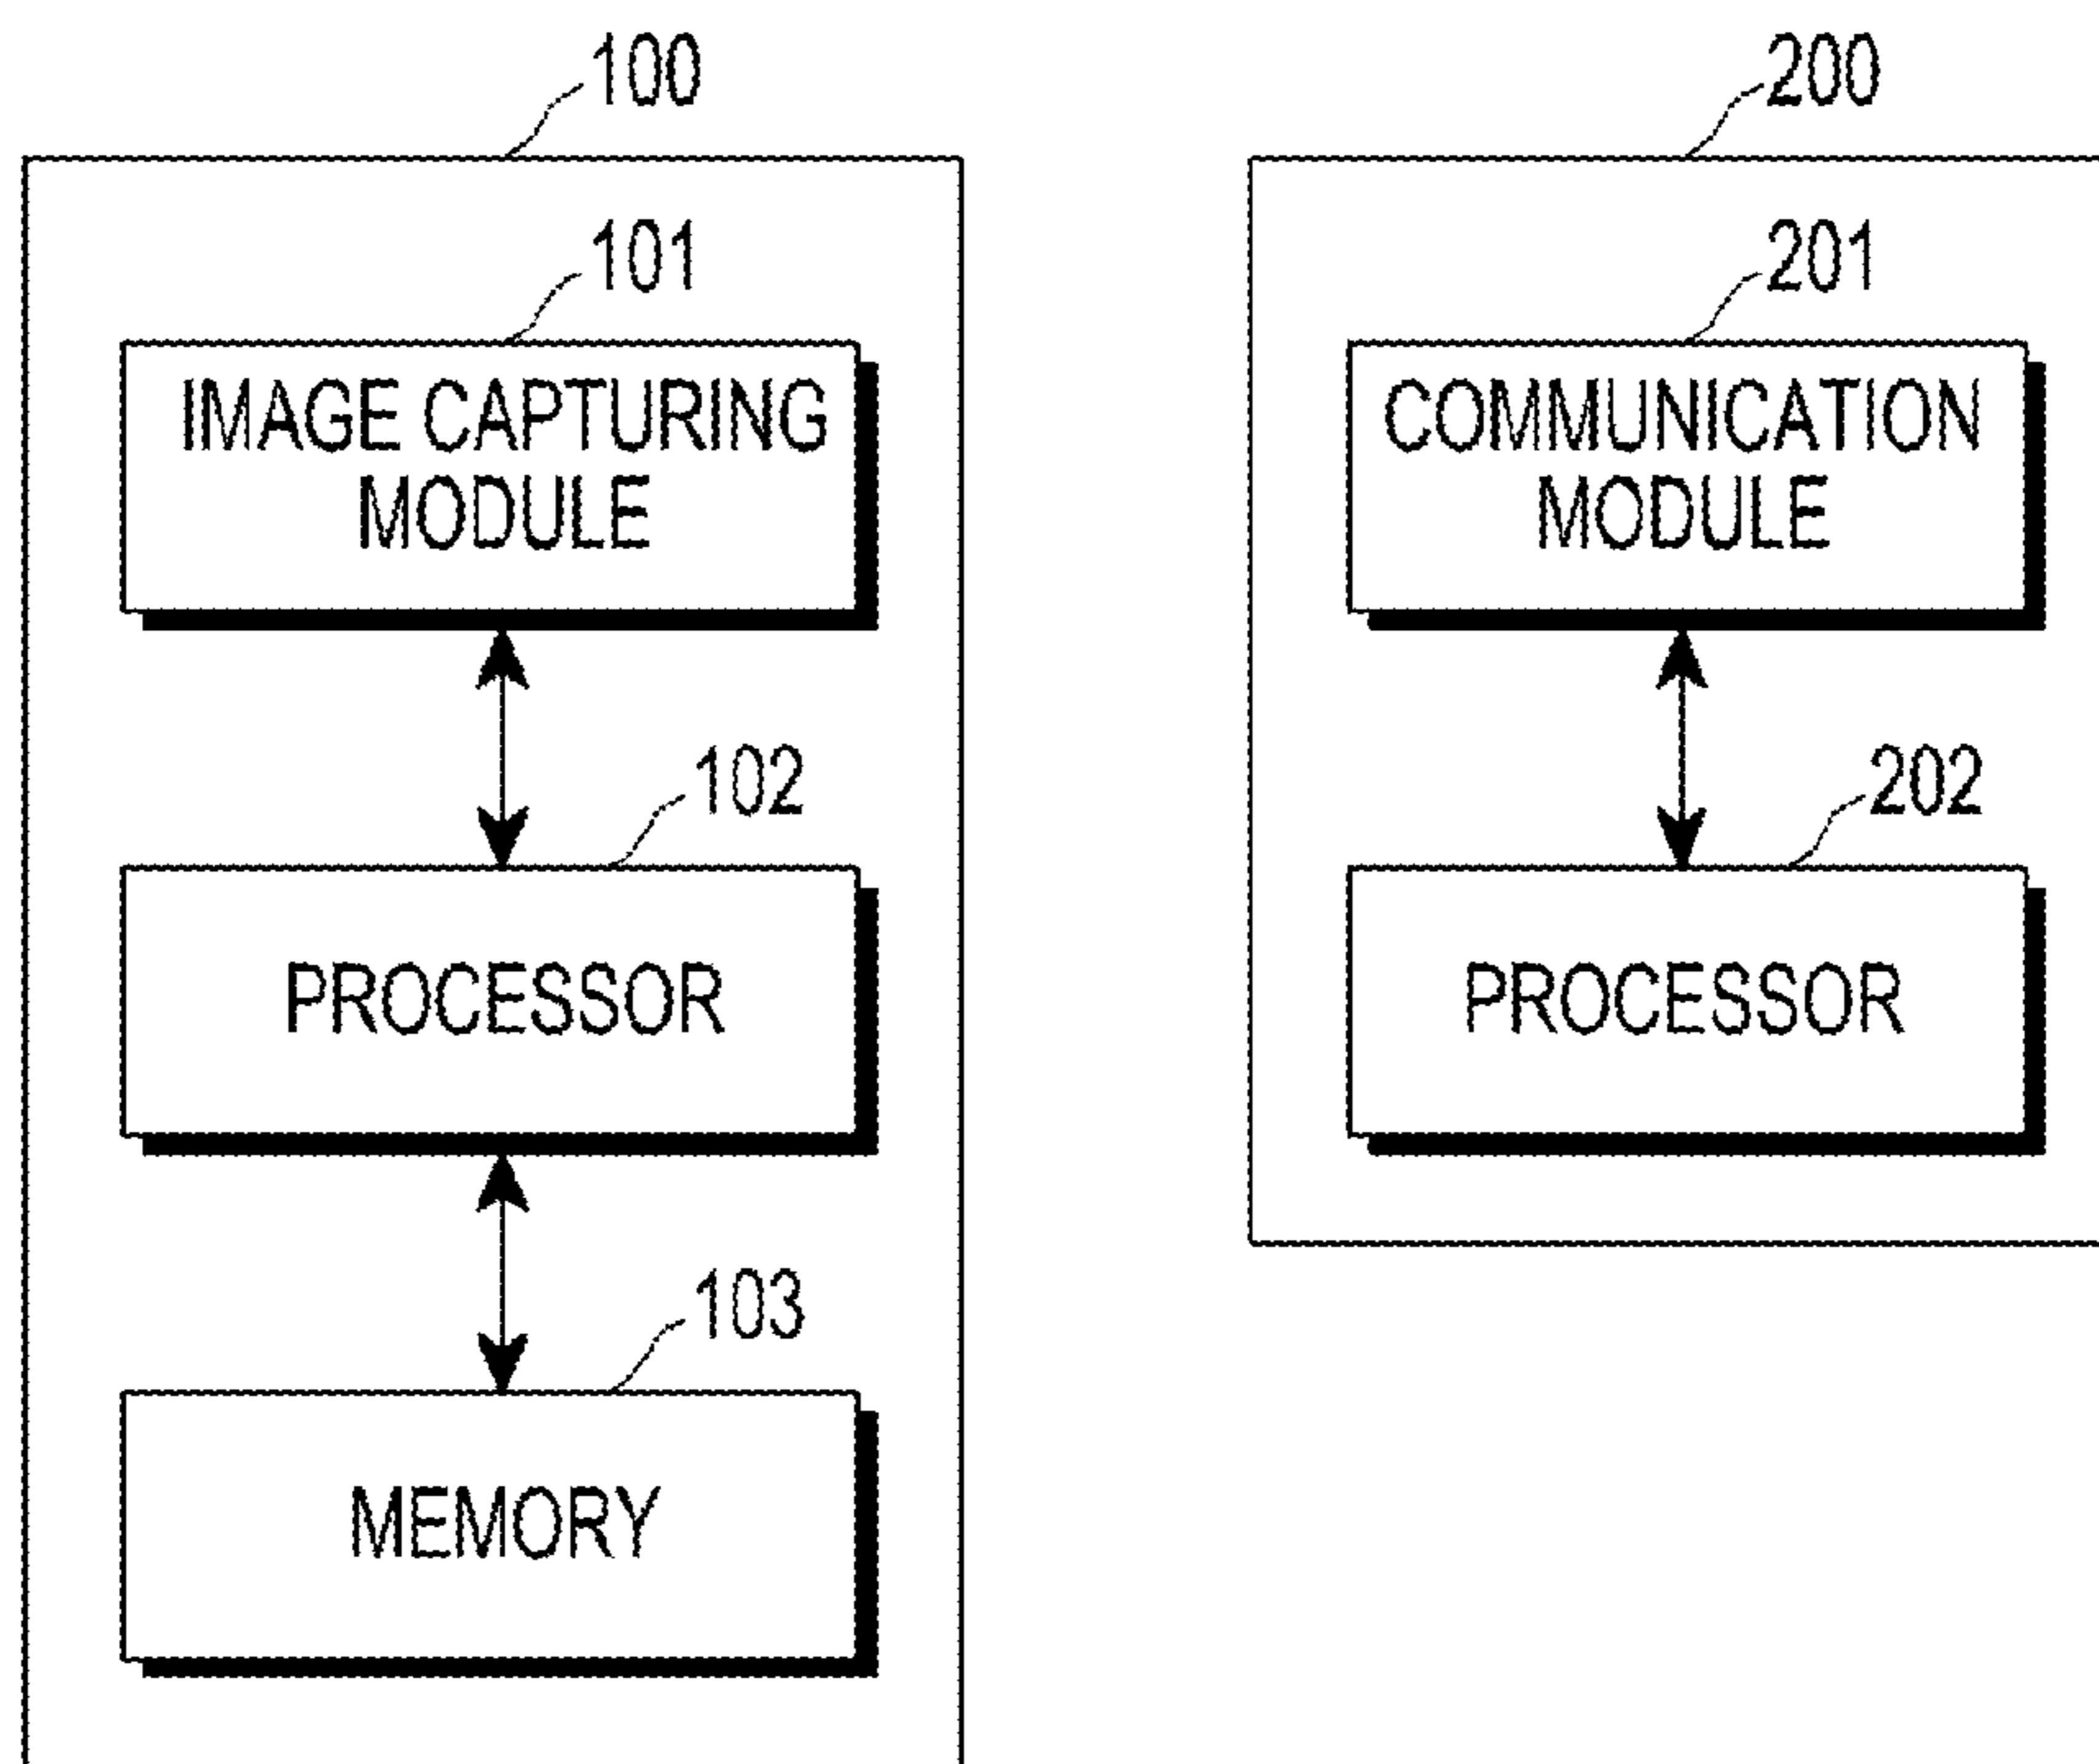 100
101
IMAGE CAPTURING
MODULE
102
PROCESSOR
103
MEMORY
200
201
COMMUNICATION
MODULE
202
PROCESSOR